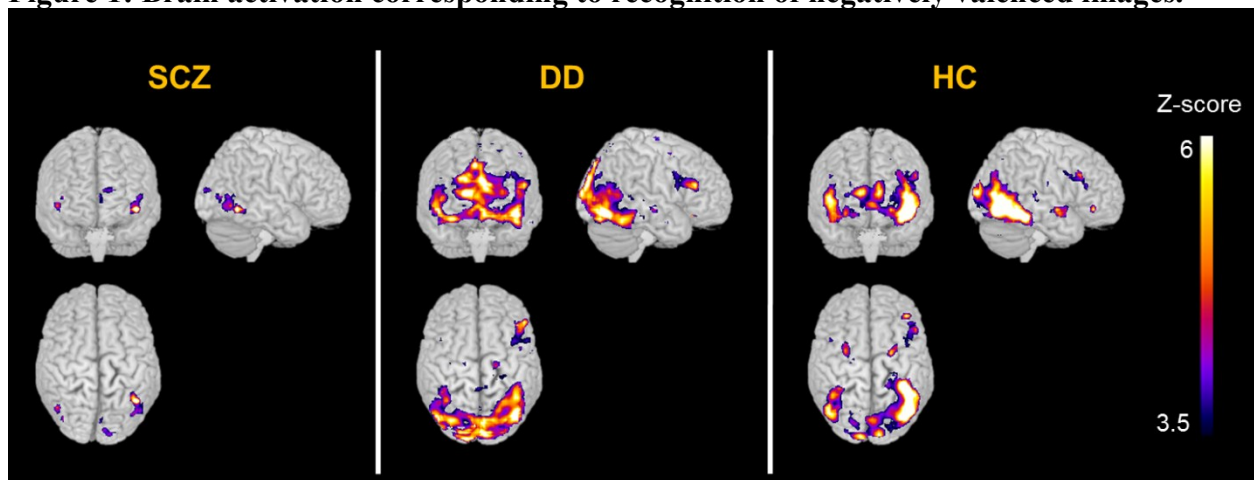 Figure 1: Brain activation corresponding to recognition of negatively valenced images.
SCZ
DD
HC
Z-score
6
3.5